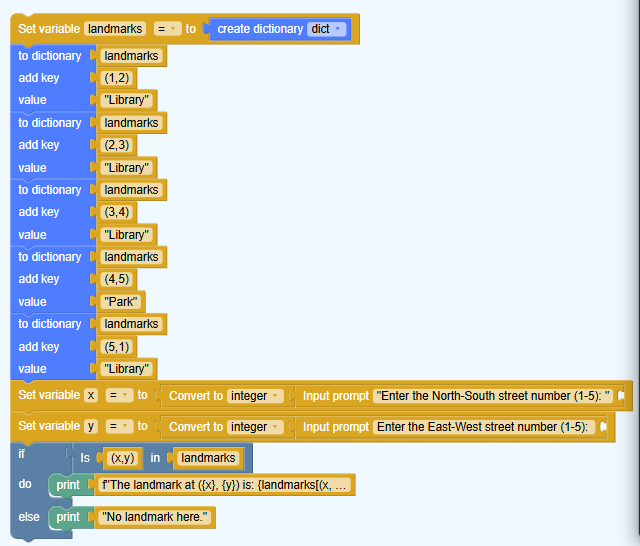 Set variable landmarks = to create dictionary dict
to dictionary landmarks
add key (1,2)
value "Library"
to dictionary landmarks
add key (2,3)
value "Library"
to dictionary landmarks
add key (3,4)
value "Library"
to dictionary landmarks
add key (4,5)
value "Park"
to dictionary landmarks
add key (5,1)
value "Library"
Set variable x = to Convert to integer Input prompt "Enter the North-South street number (1-5): "
Set variable y = to Convert to integer Input prompt Enter the East-West street number (1-5):
if Is (x,y) in landmarks
do print f"The landmark at ({x}, {y}) is: {landmarks[(x, ...
else print "No landmark here."